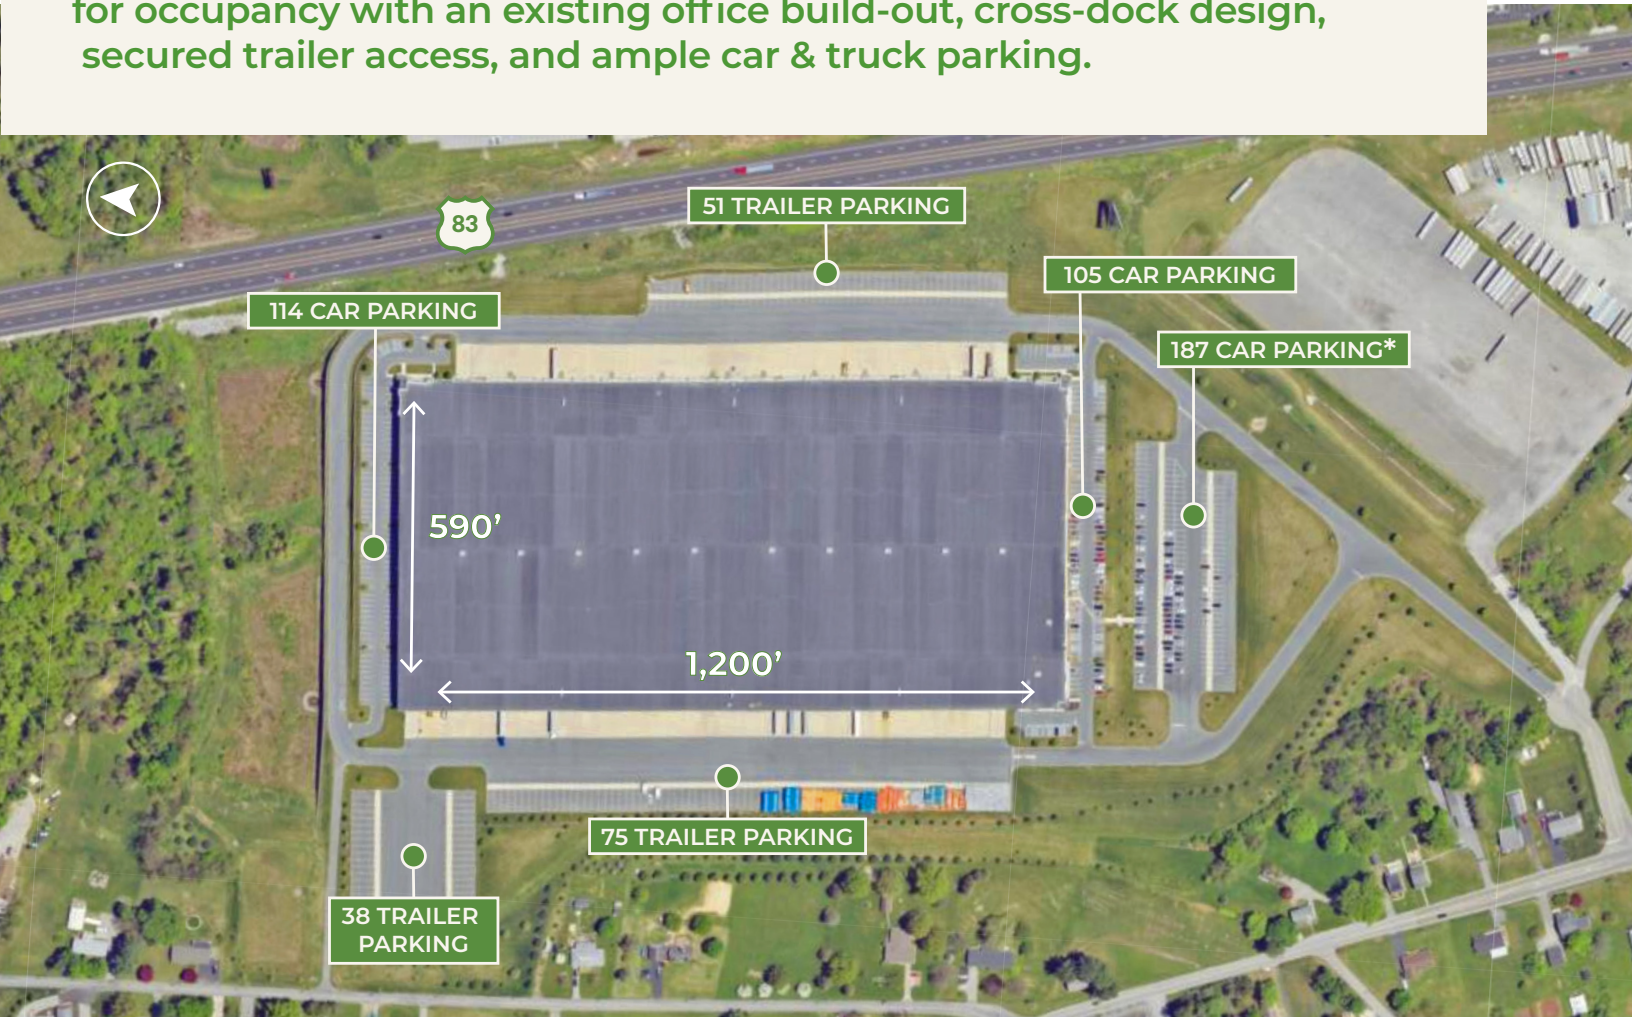 for occupancy with an existing office build-out, cross-dock design,
secured trailer access, and ample car & truck parking.
83
51 TRAILER PARKING
105 CAR PARKING
114 CAR PARKING
187 CAR PARKING*
590’
1,200’
75 TRAILER PARKING
38 TRAILER
PARKING